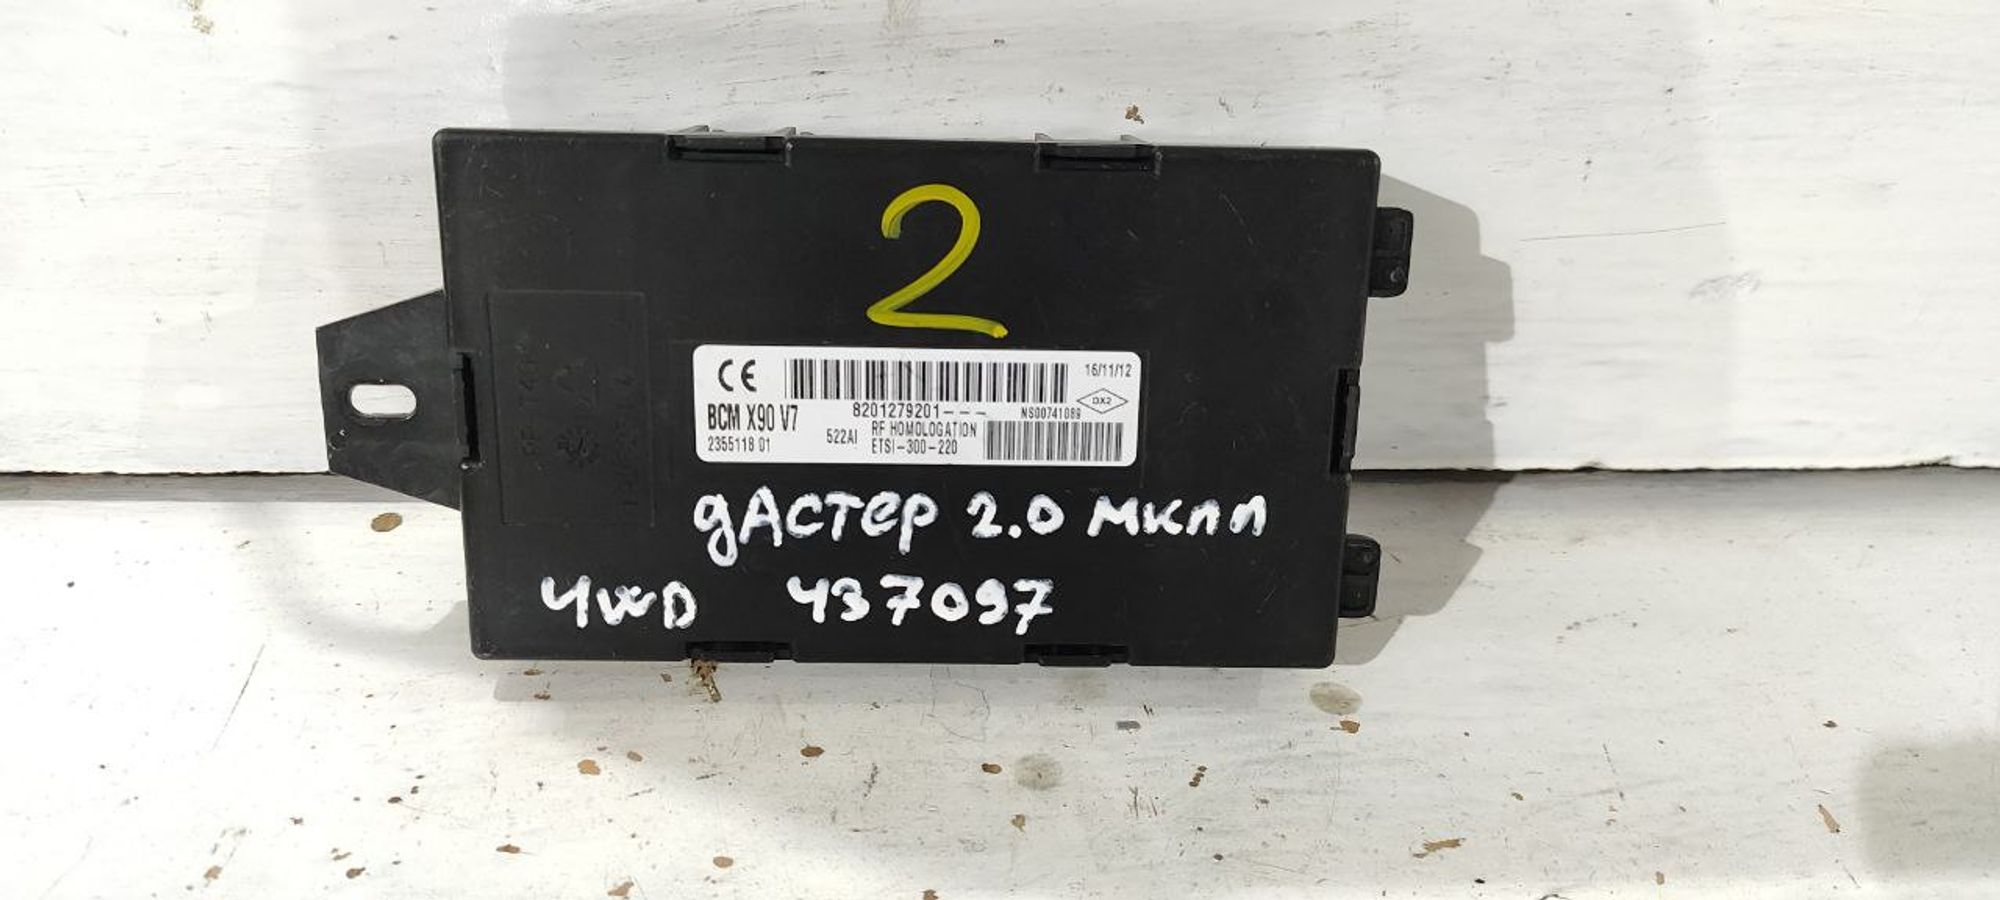 2
CE
16/11/12
DX2
BCM X90 V7
8201279201---
NS00741089
2355118 01
522AI
RF HOMOLOGATION
ETSI-300-220
дАСТер 2.0 мкпп
4WD 437097